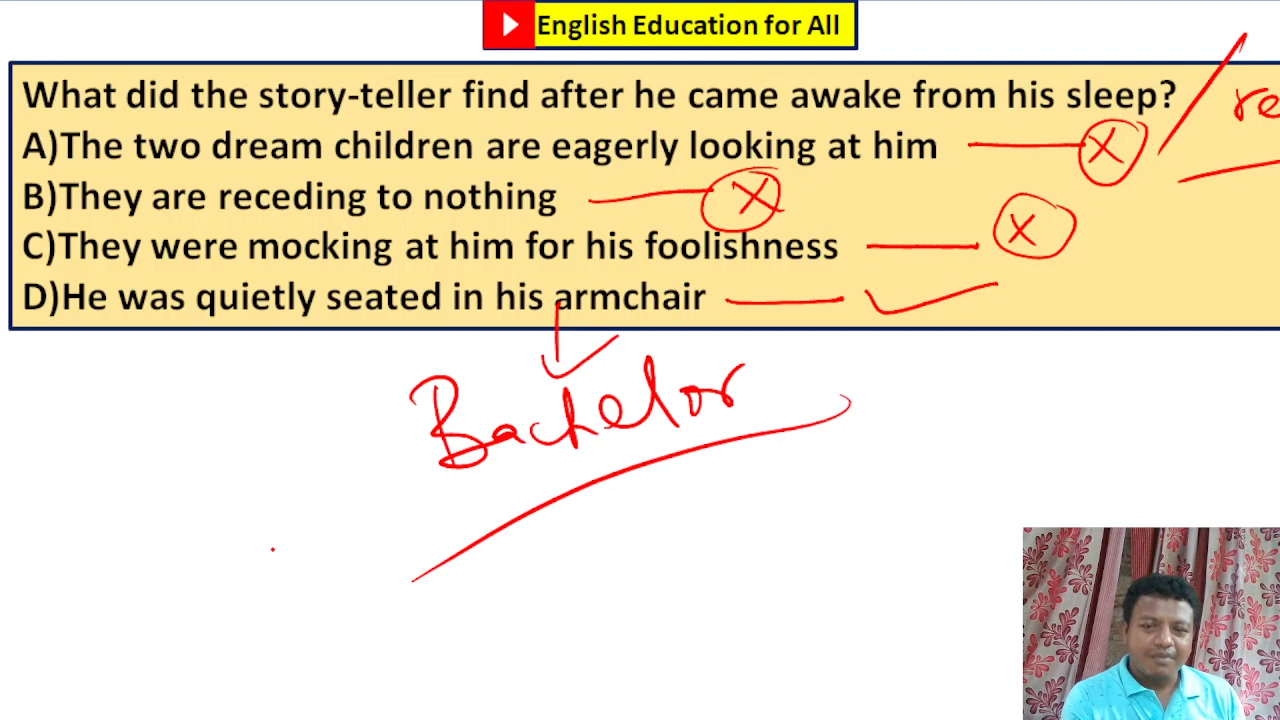 English Education for All
What did the story-teller find after he came awake from his sleep?
A)The two dream children are eagerly looking at him X
B)They are receding to nothing X
C)They were mocking at him for his foolishness X
D)He was quietly seated in his armchair ✓
Bachelor